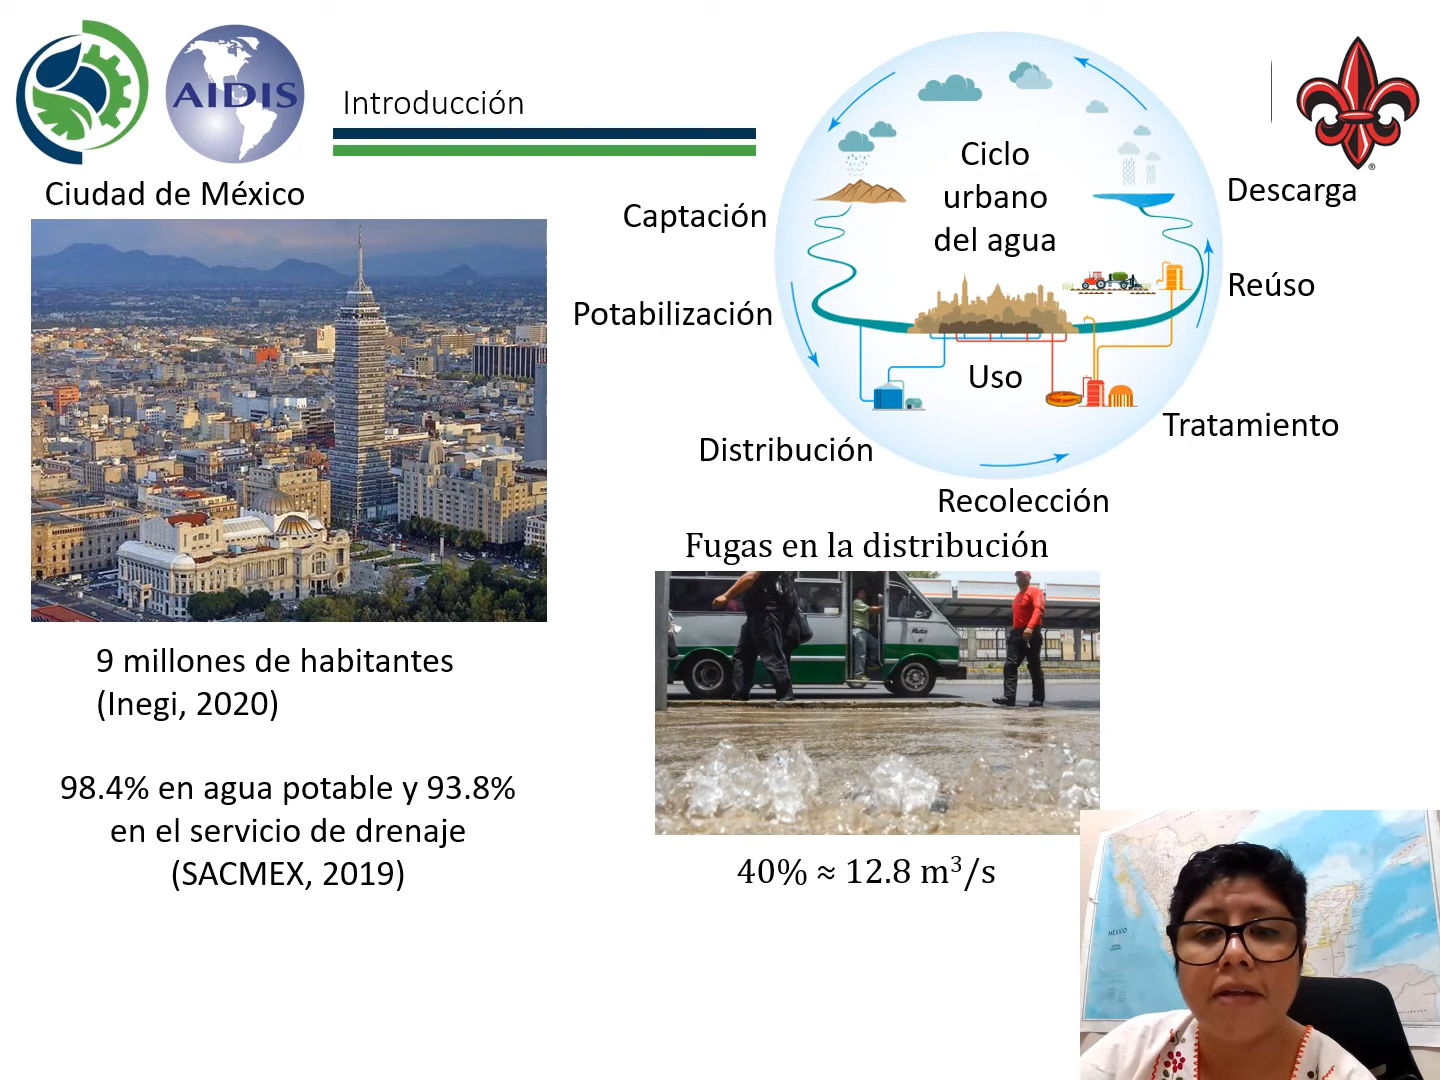 AIDIS
Introducción
Ciudad de México
Ciclo
urbano
del agua
Captación
Potabilización
Distribución
Recolección
Uso
Tratamiento
Reúso
Descarga
9 millones de habitantes
(Inegi, 2020)
98.4% en agua potable y 93.8%
en el servicio de drenaje
(SACMEX, 2019)
Fugas en la distribución
Ruta
40% ≈ 12.8 m³/s
MÉXICO